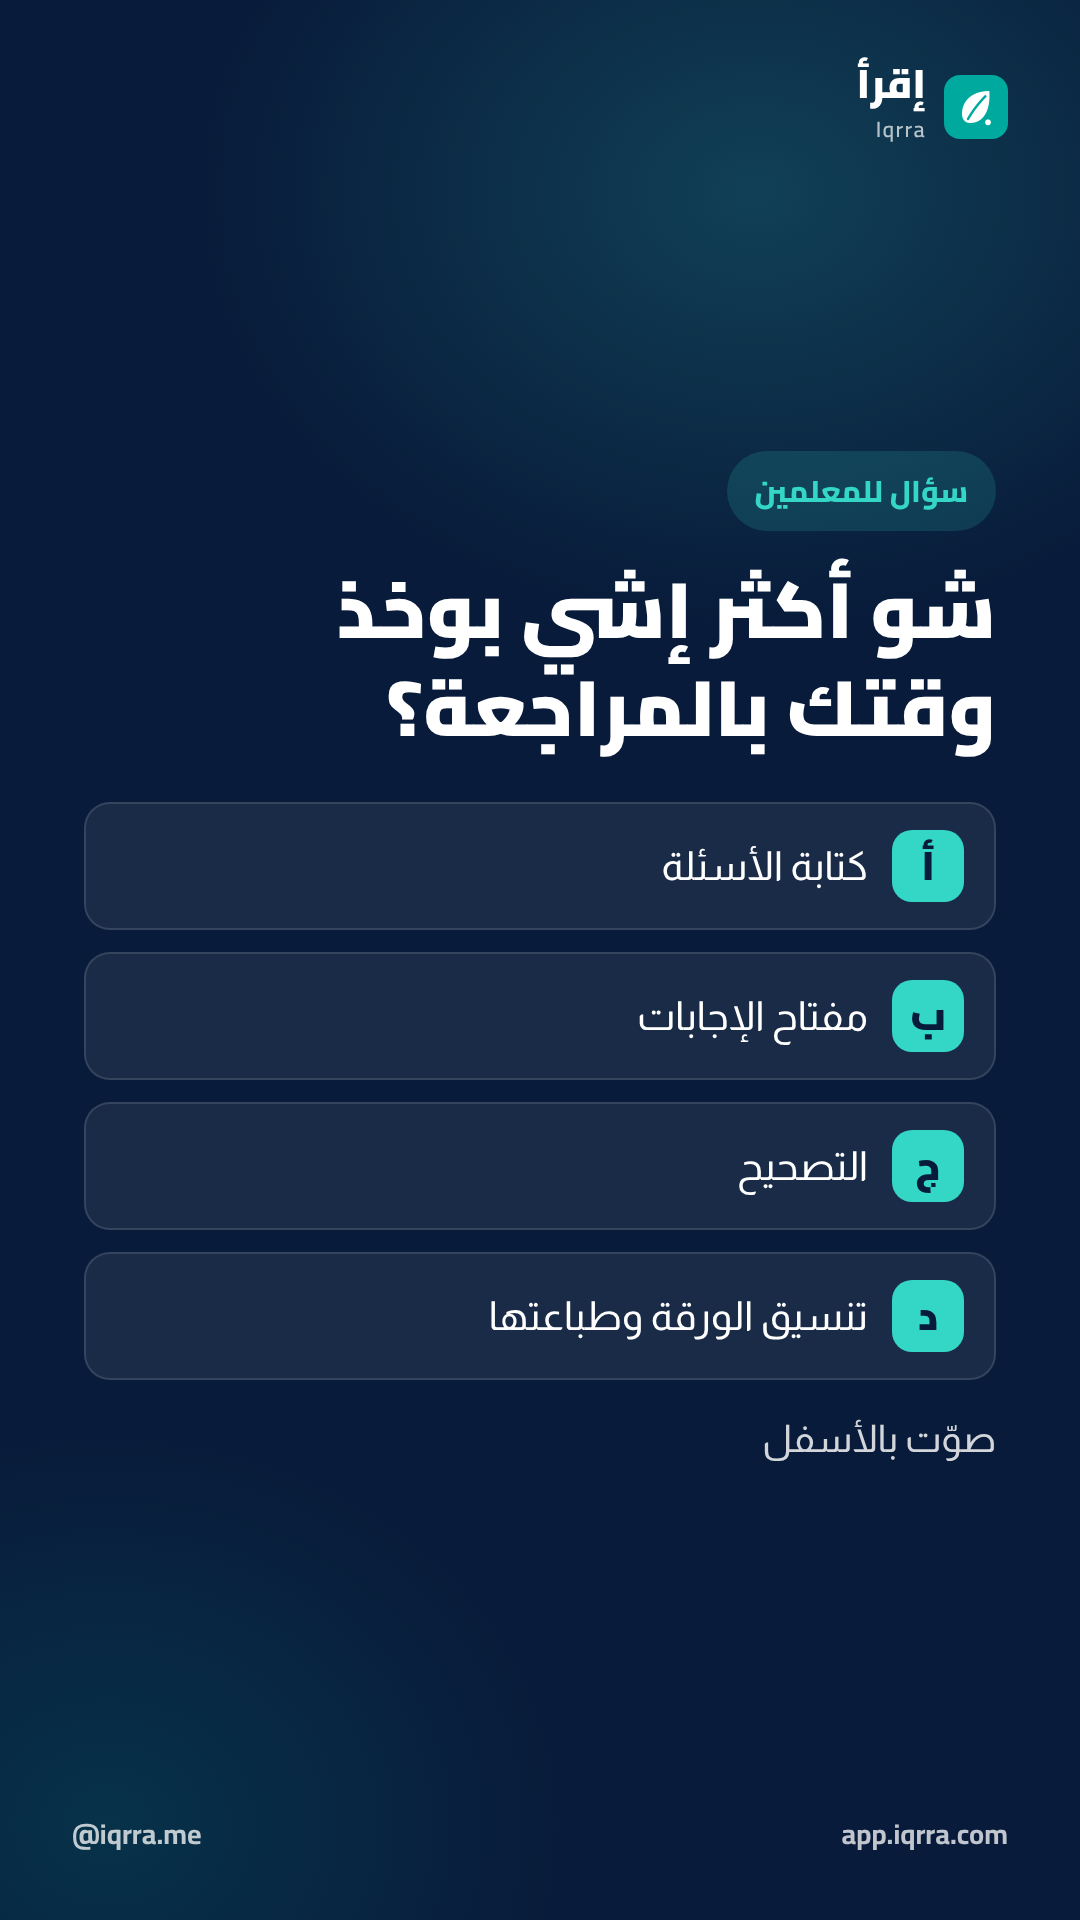 إقرأ
Iqrra
سؤال للمعلمين
شو أكثر إشي بوخذ
وقتك بالمراجعة؟
أ كتابة الأسئلة
ب مفتاح الإجابات
ج التصحيح
د تنسيق الورقة وطباعتها
صوّت بالأسفل
@iqrra.me
app.iqrra.com